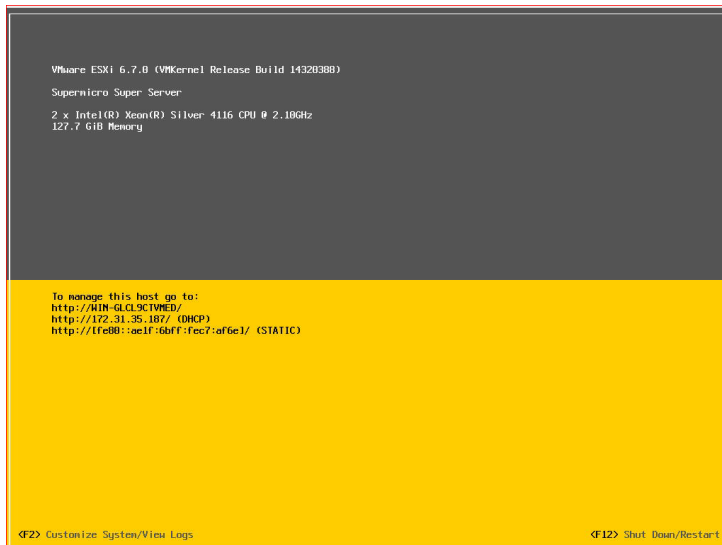 VMware ESXi 6.7.0 (VMKernel Release Build 14320388)
Supermicro Super Server
2 x Intel(R) Xeon(R) Silver 4116 CPU @ 2.10GHz
127.7 GiB Memory
To manage this host go to:
http://WIN-GLCL9CTVMED/
http://172.31.35.187/ (DHCP)
http://[fe80::ae1f:6bff:fec7:af6e]/ (STATIC)
<F2> Customize System/View Logs
<F12> Shut Down/Restart